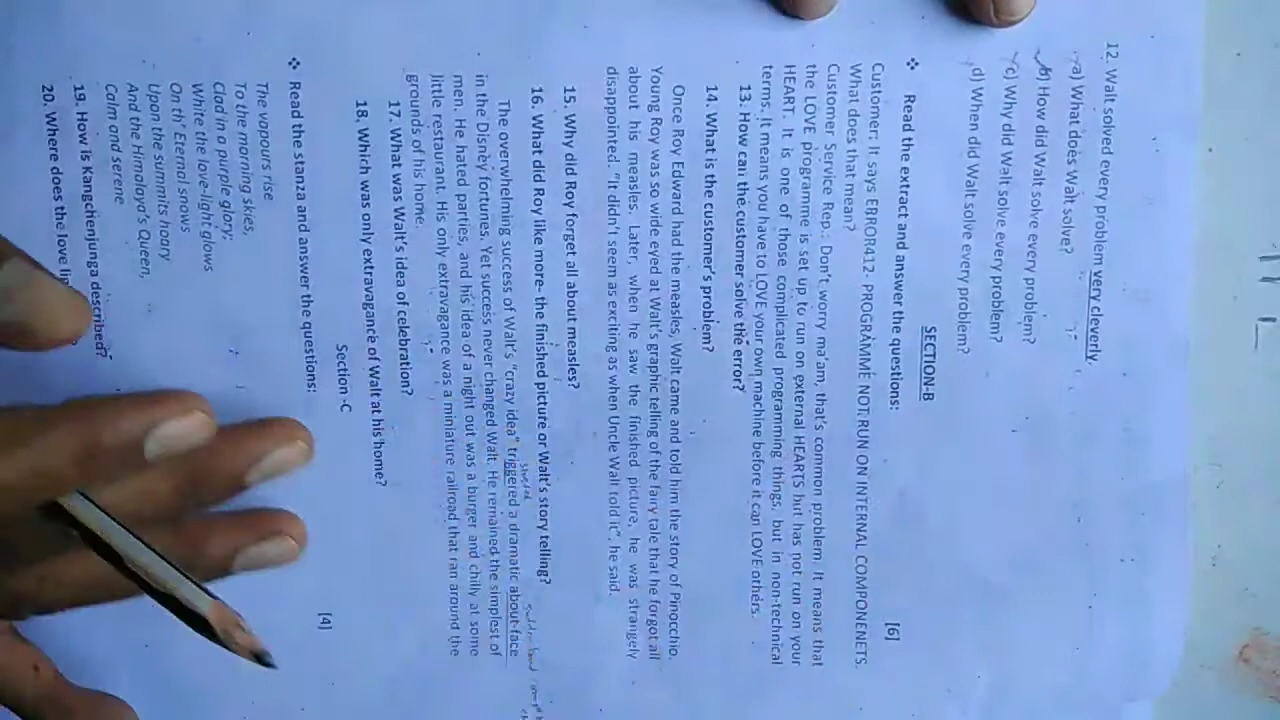 12. Walt solved every problem very cleverly.
a) What does Walt solve?
b) How did Walt solve every problem?
c) Why did Walt solve every problem?
d) When did Walt solve every problem?
SECTION-B
❖ Read the extract and answer the questions: [6]
Customer: It says ERROR412- PROGRAMME NOT RUN ON INTERNAL COMPONENETS.
What does that mean?
Customer Service Rep.: Don't worry ma'am, that's common problem. It means that
the LOVE programme is set up to run on external HEARTS but has not run on your
HEART. It is one of those complicated programming things, but in non-technical
terms. It means you have to LOVE your own machine before it can LOVE others.
13. How can the customer solve the error?
14. What is the customer's problem?
Once Roy Edward had the measles, Walt came and told him the story of Pinocchio.
Young Roy was so wide eyed at Walt's graphic telling of the fairy tale that he forgot all
about his measles. Later, when he saw the finished picture, he was strangely
disappointed. "It didn't seem as exciting as when Uncle Walt told it", he said.
15. Why did Roy forget all about measles?
16. What did Roy like more- the finished picture or Walt's story telling?
started
The overwhelming success of Walt's "crazy idea" triggered a dramatic about-face
in the Disney fortunes. Yet success never changed Walt. He remained the simplest of
men. He hated parties, and his idea of a night out was a burger and chilly at some
little restaurant. His only extravagance was a miniature railroad that ran around the
grounds of his home.
17. What was Walt's idea of celebration?
18. Which was only extravagance of Walt at his home?
Section -C
❖ Read the stanza and answer the questions: [4]
The vapours rise
To the morning skies,
Clad in a purple glory;
White the love-light glows
On th' Eternal snows
Upon the summits hoary
And the Himalaya's Queen,
Calm and serene
19. How is Kangchenjunga described?
20. Where does the love